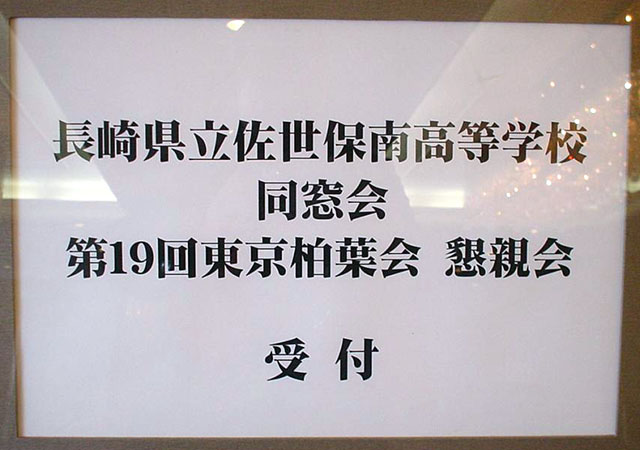 長崎県立佐世保南高等学校
同窓会
第19回東京柏葉会 懇親会
受付